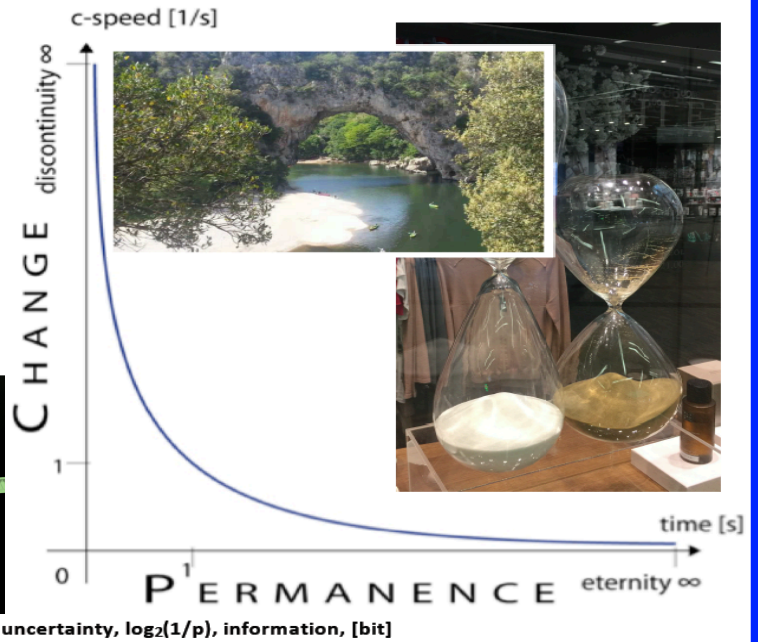 c-speed [1/s]
discontinuity ∞
CHANGE
1
time [s]
0
1
PERMANENCE
eternity ∞
uncertainty, log₂(1/p), information, [bit]